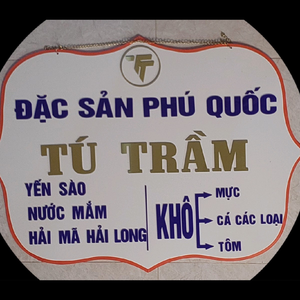 ĐẶC SẢN PHÚ QUỐC
TÚ TRẦM
YẾN SÀO
NƯỚC MẮM
HẢI MÃ HẢI LONG
KHÔ
MỰC
CÁ CÁC LOẠI
TÔM